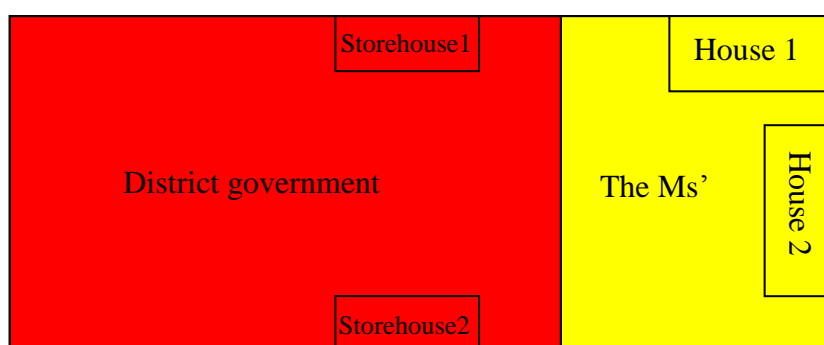 Storehouse1
House 1
District government
The Ms’
House 2
Storehouse2